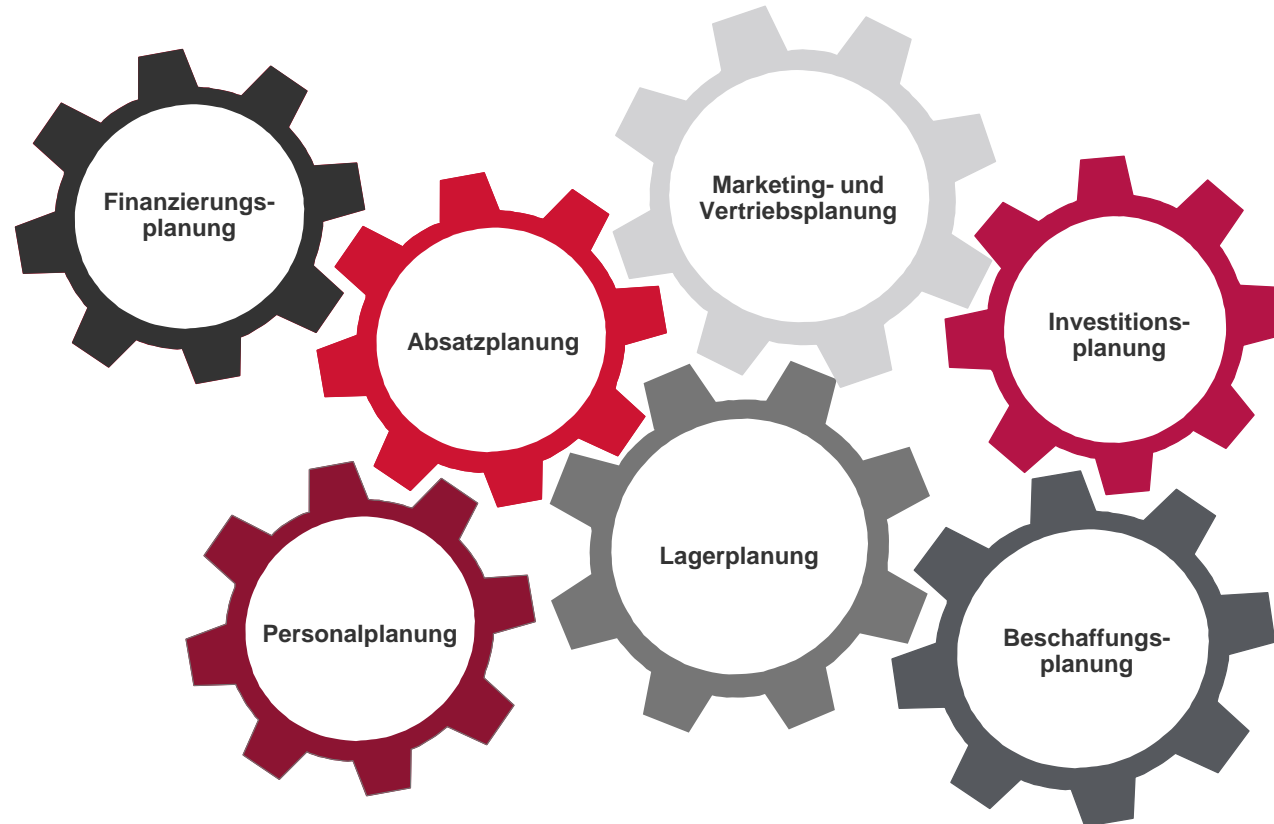 Finanzierungs-
planung
Marketing- und
Vertriebsplanung
Absatzplanung
Investitions-
planung
Lagerplanung
Personalplanung
Beschaffungs-
planung